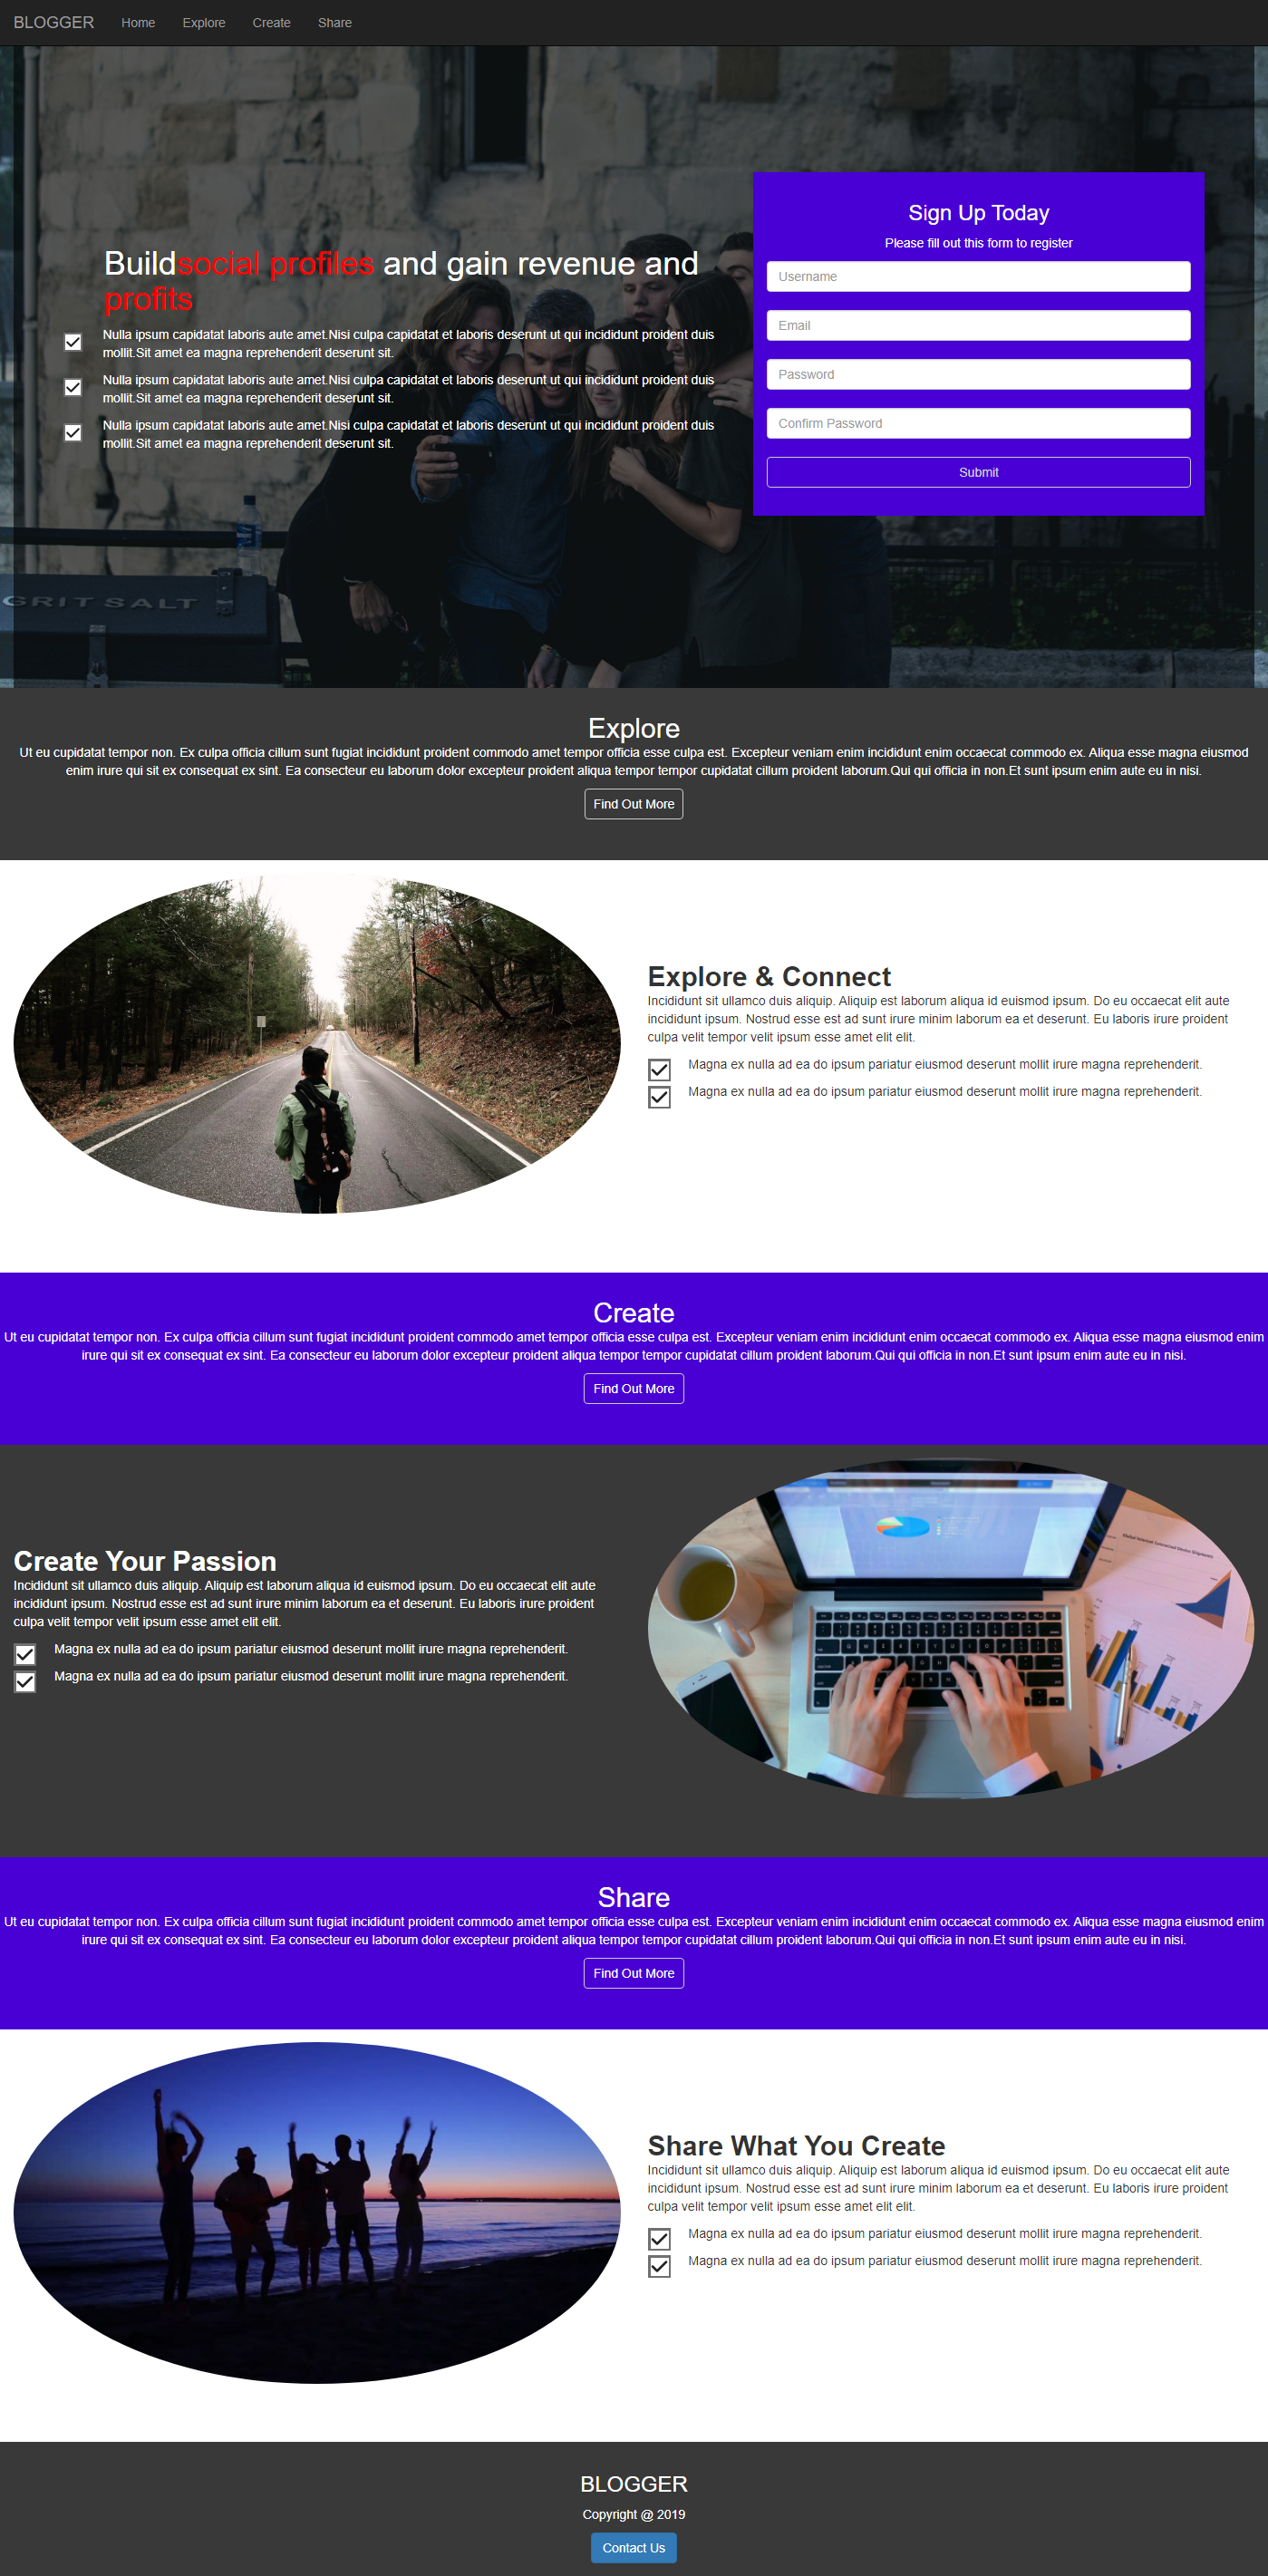 BLOGGER Home Explore Create Share
Buildsocial profiles and gain revenue and
profits
Nulla ipsum capidatat laboris aute amet.Nisi culpa capidatat et laboris deserunt ut qui incididunt proident duis
mollit.Sit amet ea magna reprehenderit deserunt sit.
Nulla ipsum capidatat laboris aute amet.Nisi culpa capidatat et laboris deserunt ut qui incididunt proident duis
mollit.Sit amet ea magna reprehenderit deserunt sit.
Nulla ipsum capidatat laboris aute amet.Nisi culpa capidatat et laboris deserunt ut qui incididunt proident duis
mollit.Sit amet ea magna reprehenderit deserunt sit.
Sign Up Today
Please fill out this form to register
Username
Email
Password
Confirm Password
Submit
GRIT SALT
Explore
Ut eu cupidatat tempor non. Ex culpa officia cillum sunt fugiat incididunt proident commodo amet tempor officia esse culpa est. Excepteur veniam enim incididunt enim occaecat commodo ex. Aliqua esse magna eiusmod
enim irure qui sit ex consequat ex sint. Ea consecteur eu laborum dolor excepteur proident aliqua tempor tempor cupidatat cillum proident laborum.Qui qui officia in non.Et sunt ipsum enim aute eu in nisi.
Find Out More
Explore & Connect
Incididunt sit ullamco duis aliquip. Aliquip est laborum aliqua id euismod ipsum. Do eu occaecat elit aute
incididunt ipsum. Nostrud esse est ad sunt irure minim laborum ea et deserunt. Eu laboris irure proident
culpa velit tempor velit ipsum esse amet elit elit.
Magna ex nulla ad ea do ipsum pariatur eiusmod deserunt mollit irure magna reprehenderit.
Magna ex nulla ad ea do ipsum pariatur eiusmod deserunt mollit irure magna reprehenderit.
Create
Ut eu cupidatat tempor non. Ex culpa officia cillum sunt fugiat incididunt proident commodo amet tempor officia esse culpa est. Excepteur veniam enim incididunt enim occaecat commodo ex. Aliqua esse magna eiusmod enim
irure qui sit ex consequat ex sint. Ea consecteur eu laborum dolor excepteur proident aliqua tempor tempor cupidatat cillum proident laborum.Qui qui officia in non.Et sunt ipsum enim aute eu in nisi.
Find Out More
Create Your Passion
Incididunt sit ullamco duis aliquip. Aliquip est laborum aliqua id euismod ipsum. Do eu occaecat elit aute
incididunt ipsum. Nostrud esse est ad sunt irure minim laborum ea et deserunt. Eu laboris irure proident
culpa velit tempor velit ipsum esse amet elit elit.
Magna ex nulla ad ea do ipsum pariatur eiusmod deserunt mollit irure magna reprehenderit.
Magna ex nulla ad ea do ipsum pariatur eiusmod deserunt mollit irure magna reprehenderit.
Share
Ut eu cupidatat tempor non. Ex culpa officia cillum sunt fugiat incididunt proident commodo amet tempor officia esse culpa est. Excepteur veniam enim incididunt enim occaecat commodo ex. Aliqua esse magna eiusmod enim
irure qui sit ex consequat ex sint. Ea consecteur eu laborum dolor excepteur proident aliqua tempor tempor cupidatat cillum proident laborum.Qui qui officia in non.Et sunt ipsum enim aute eu in nisi.
Find Out More
Share What You Create
Incididunt sit ullamco duis aliquip. Aliquip est laborum aliqua id euismod ipsum. Do eu occaecat elit aute
incididunt ipsum. Nostrud esse est ad sunt irure minim laborum ea et deserunt. Eu laboris irure proident
culpa velit tempor velit ipsum esse amet elit elit.
Magna ex nulla ad ea do ipsum pariatur eiusmod deserunt mollit irure magna reprehenderit.
Magna ex nulla ad ea do ipsum pariatur eiusmod deserunt mollit irure magna reprehenderit.
BLOGGER
Copyright @ 2019
Contact Us